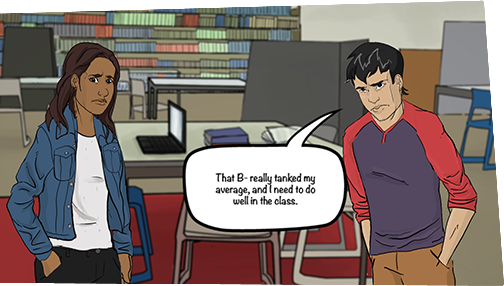 That B- really tanked my
average, and I need to do
well in the class.